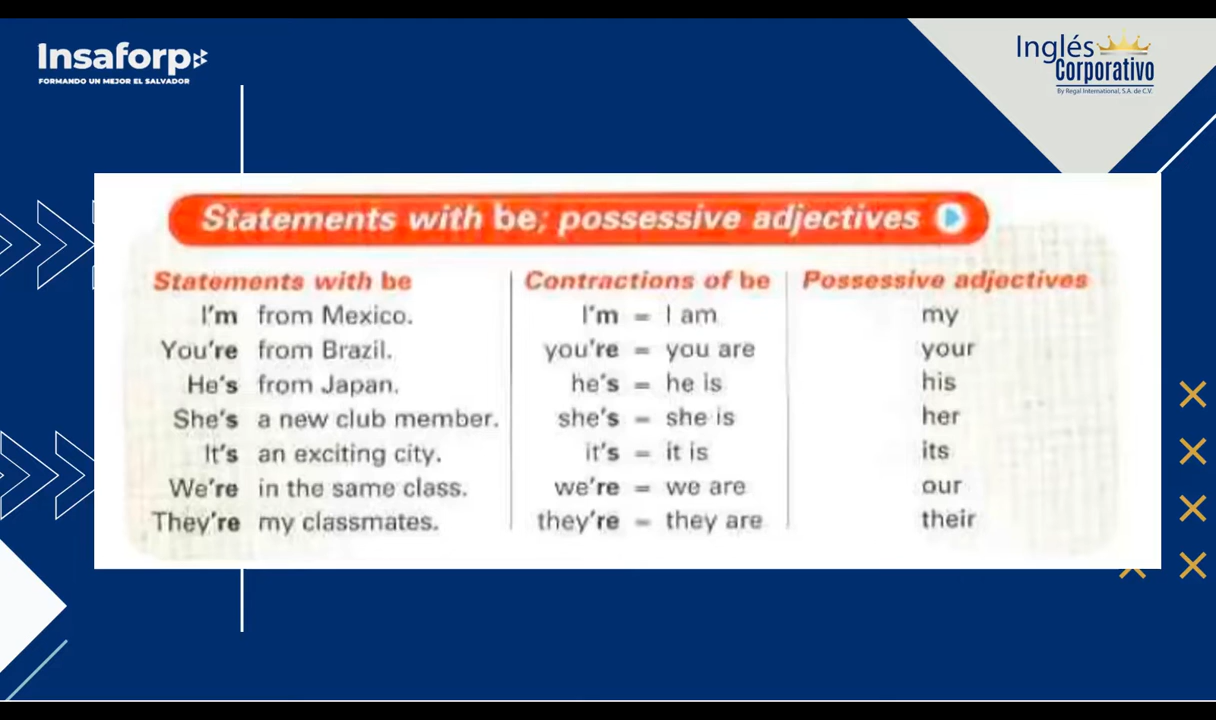 Insaforp
FORMANDO UN MEJOR EL SALVADOR
Inglés
Corporativo
By Regal International, S.A. de C.V.
Statements with be; possessive adjectives
Statements with be
I'm from Mexico.
You're from Brazil.
He's from Japan.
She's a new club member.
It's an exciting city.
We're in the same class.
They're my classmates.
Contractions of be
I'm = I am
you're = you are
he's = he is
she's = she is
it's = it is
we're = we are
they're = they are
Possessive adjectives
my
your
his
her
its
our
their